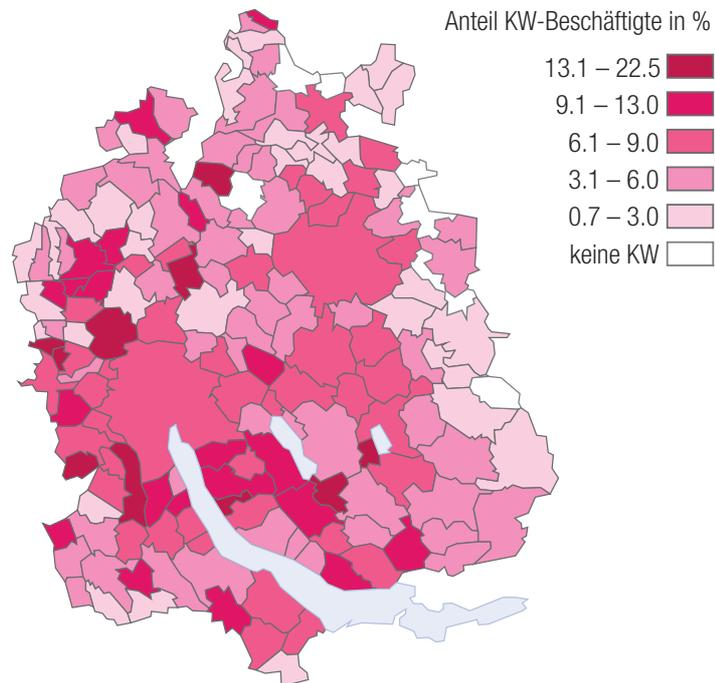 Anteil KW-Beschäftigte in %
13.1 – 22.5
9.1 – 13.0
6.1 – 9.0
3.1 – 6.0
0.7 – 3.0
keine KW